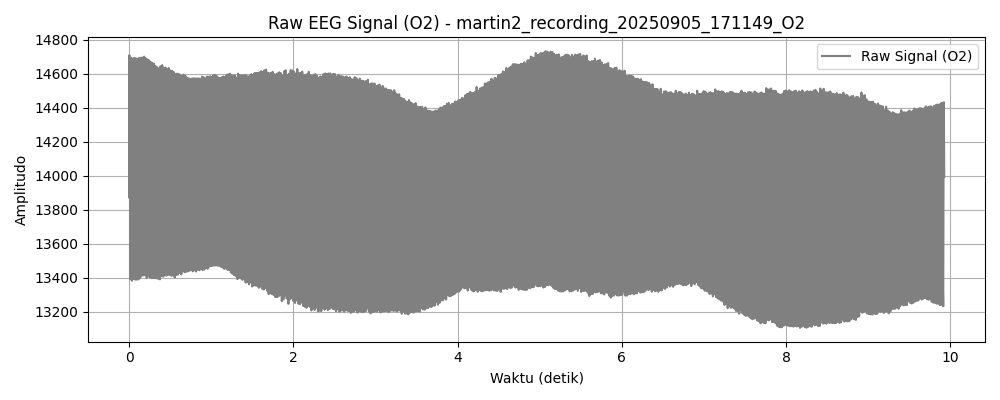 Raw EEG Signal (O2) - martin2_recording_20250905_171149_O2
Raw Signal (O2)
14800
14600
14400
14200
14000
13800
13600
13400
13200
Amplitudo
0 2 4 6 8 10
Waktu (detik)